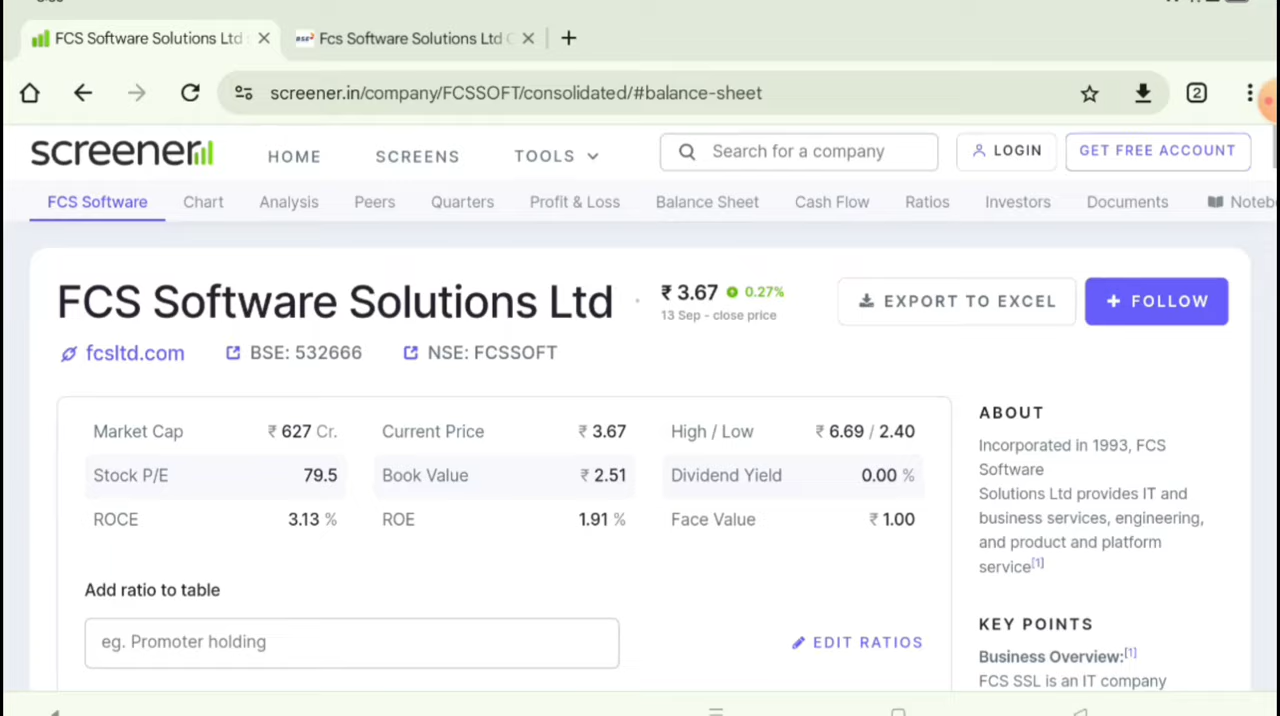 FCS Software Solutions Ltd
Fcs Software Solutions Ltd
screener.in/company/FCSSOFT/consolidated/#balance-sheet
2
screener
HOME
SCREENS
TOOLS
Search for a company
LOGIN
GET FREE ACCOUNT
FCS Software
Chart
Analysis
Peers
Quarters
Profit & Loss
Balance Sheet
Cash Flow
Ratios
Investors
Documents
Noteb
FCS Software Solutions Ltd
₹ 3.67 0.27%
13 Sep - close price
EXPORT TO EXCEL
+ FOLLOW
fcsltd.com
BSE: 532666
NSE: FCSSOFT
Market Cap ₹ 627 Cr.
Current Price ₹ 3.67
High / Low ₹ 6.69 / 2.40
Stock P/E 79.5
Book Value ₹ 2.51
Dividend Yield 0.00 %
ROCE 3.13 %
ROE 1.91 %
Face Value ₹ 1.00
Add ratio to table
eg. Promoter holding
EDIT RATIOS
ABOUT
Incorporated in 1993, FCS
Software
Solutions Ltd provides IT and
business services, engineering,
and product and platform
service[1]
KEY POINTS
Business Overview:[1]
FCS SSL is an IT company